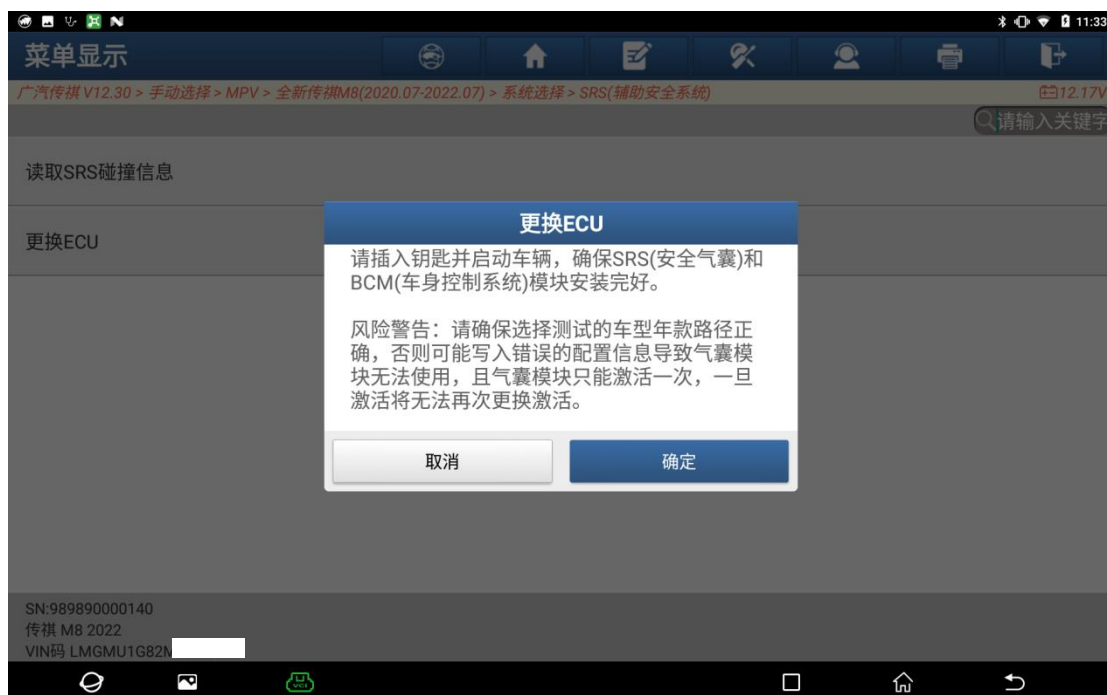 11:33
菜单显示
广汽传祺 V12.30 > 手动选择 > MPV > 全新传祺M8(2020.07-2022.07) > 系统选择 > SRS(辅助安全系统)
12.17V
请输入关键字
读取SRS碰撞信息
更换ECU
更换ECU
请插入钥匙并启动车辆，确保SRS(安全气囊)和
BCM(车身控制系统)模块安装完好。
风险警告：请确保选择测试的车型年款路径正
确，否则可能写入错误的配置信息导致气囊模
块无法使用，且气囊模块只能激活一次，一旦
激活将无法再次更换激活。
取消
确定
SN:989890000140
传祺 M8 2022
VIN码 LMGMU1G82M
VCI